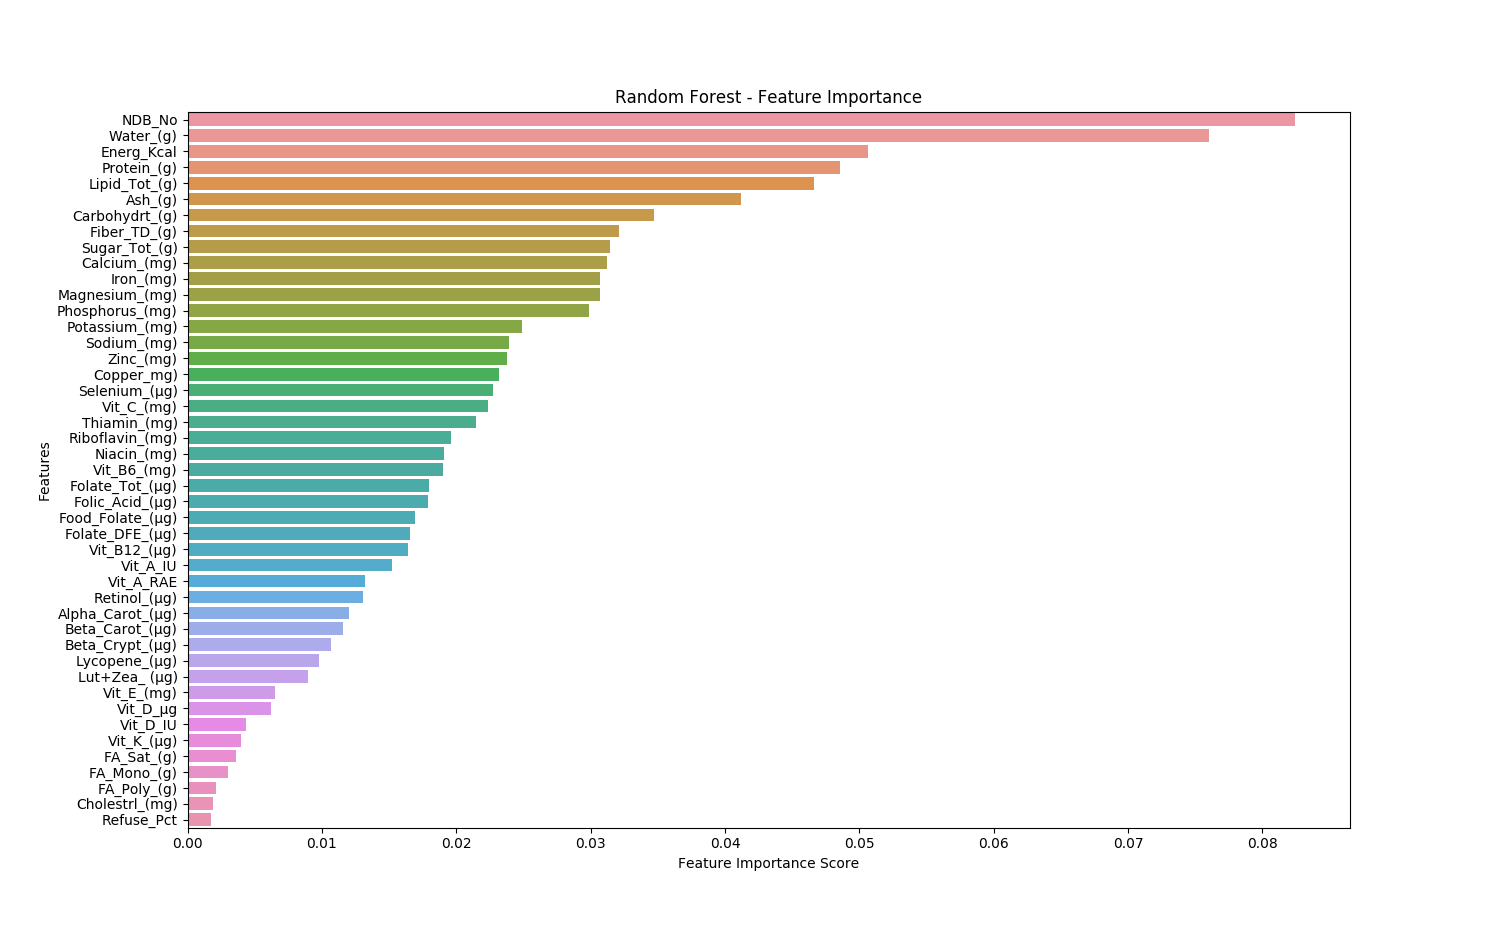 Random Forest - Feature Importance
NDB_No
Water_(g)
Energ_Kcal
Protein_(g)
Lipid_Tot_(g)
Ash_(g)
Carbohydrt_(g)
Fiber_TD_(g)
Sugar_Tot_(g)
Calcium_(mg)
Iron_(mg)
Magnesium_(mg)
Phosphorus_(mg)
Potassium_(mg)
Sodium_(mg)
Zinc_(mg)
Copper_mg)
Selenium_(µg)
Vit_C_(mg)
Thiamin_(mg)
Riboflavin_(mg)
Niacin_(mg)
Vit_B6_(mg)
Folate_Tot_(µg)
Folic_Acid_(µg)
Food_Folate_(µg)
Folate_DFE_(µg)
Vit_B12_(µg)
Vit_A_IU
Vit_A_RAE
Retinol_(µg)
Alpha_Carot_(µg)
Beta_Carot_(µg)
Beta_Crypt_(µg)
Lycopene_(µg)
Lut+Zea_ (µg)
Vit_E_(mg)
Vit_D_µg
Vit_D_IU
Vit_K_(µg)
FA_Sat_(g)
FA_Mono_(g)
FA_Poly_(g)
Cholestrl_(mg)
Refuse_Pct
Features
0.00 0.01 0.02 0.03 0.04 0.05 0.06 0.07 0.08
Feature Importance Score